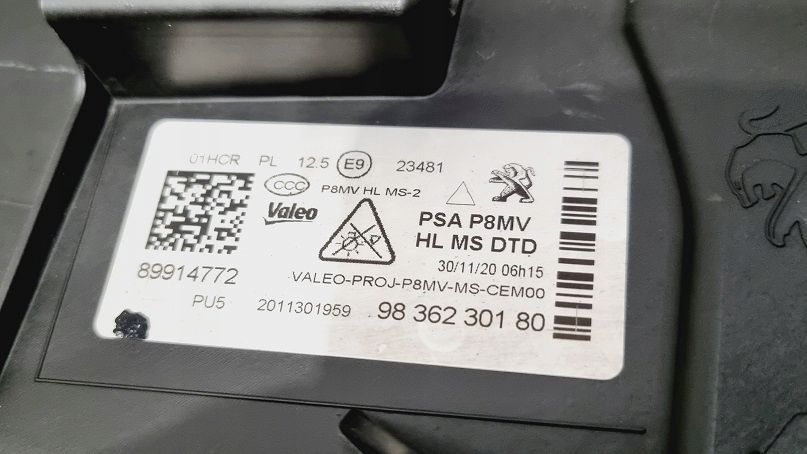 01HCR PL 12.5 E9 23481
CCC P8MV HL MS-2
Valeo
PSA P8MV
HL MS DTD
30/11/20 06h15
89914772
VALEO-PROJ-P8MV-MS-CEM00
PU5 2011301959 98 362 301 80